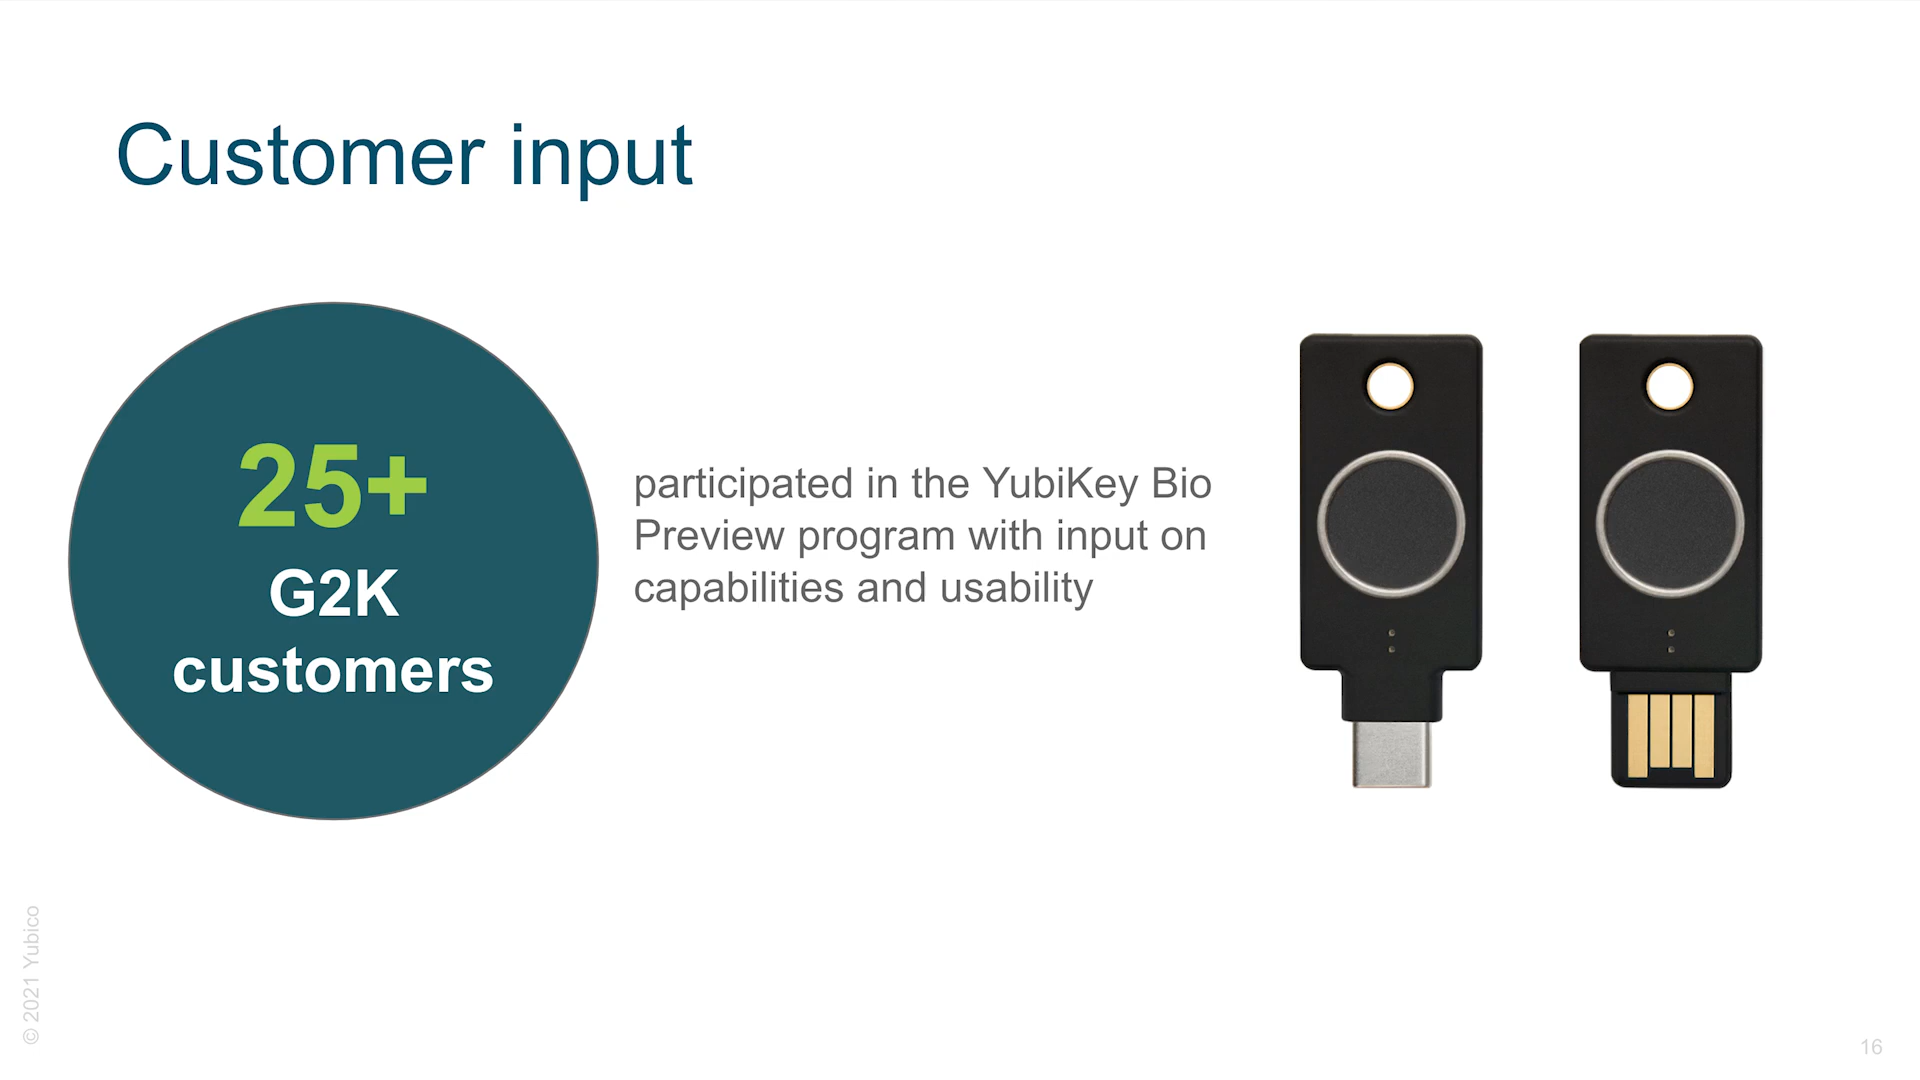 Customer input
25+
G2K
customers
participated in the YubiKey Bio
Preview program with input on
capabilities and usability
© 2021 Yubico
16